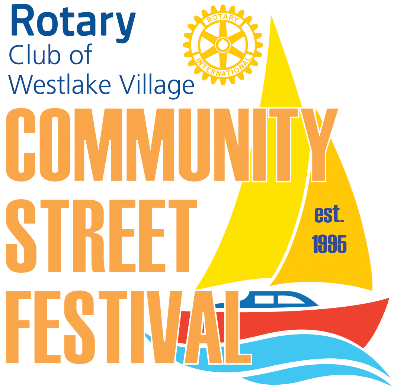 Rotary
Club of
Westlake Village
ROTARY
INTERNATIONAL
COMMUNITY
STREET
est.
1995
FESTIVAL